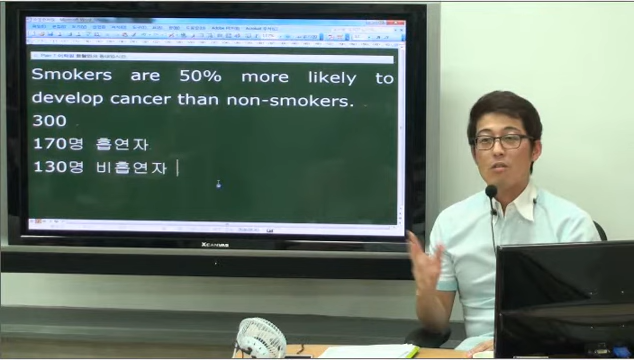 Smokers are 50% more likely to
develop cancer than non-smokers.
300
170명 흡연자
130명 비흡연자
XCANVAS